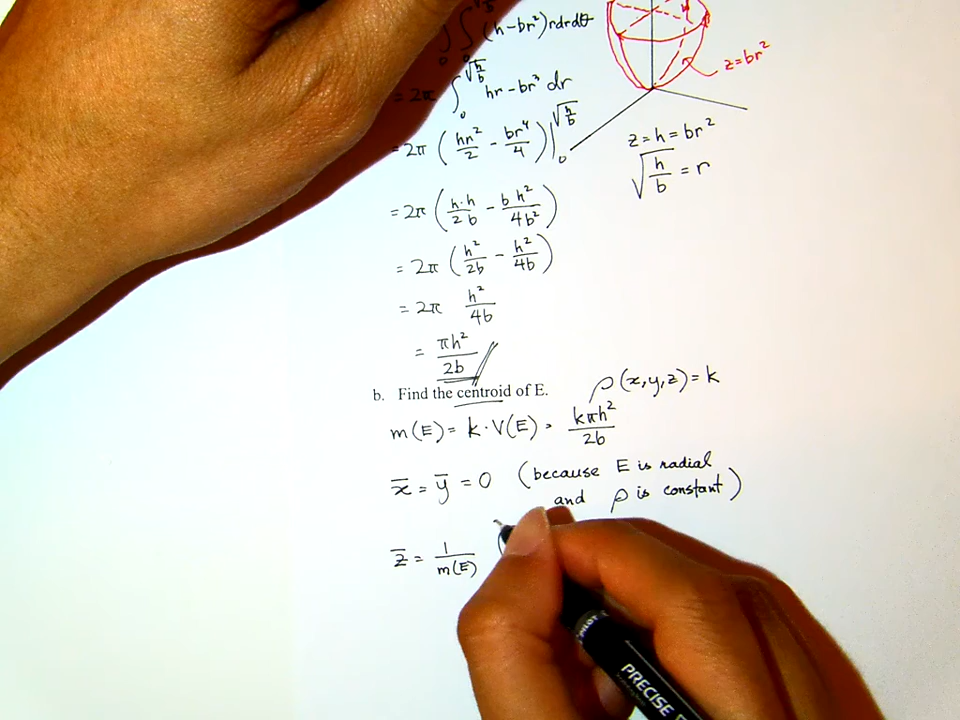 ∫∫(h-br²)rdrdθ
z=br²
= 2π ∫₀^√(h/b) hr - br³ dr
= 2π (hr²/2 - br⁴/4)|₀^√(h/b)
z = h = br²
√(h/b) = r
= 2π (h·h/2b - b h²/4b²)
= 2π (h²/2b - h²/4b)
= 2π h²/4b
= πh²/2b
b. Find the centroid of E.
ρ(x,y,z) = k
m(E) = k·V(E) = kπh²/2b
x̄ = ȳ = 0 (because E is radial
and ρ is constant)
z̄ = 1/m(E) (
PILOT
PRECISE